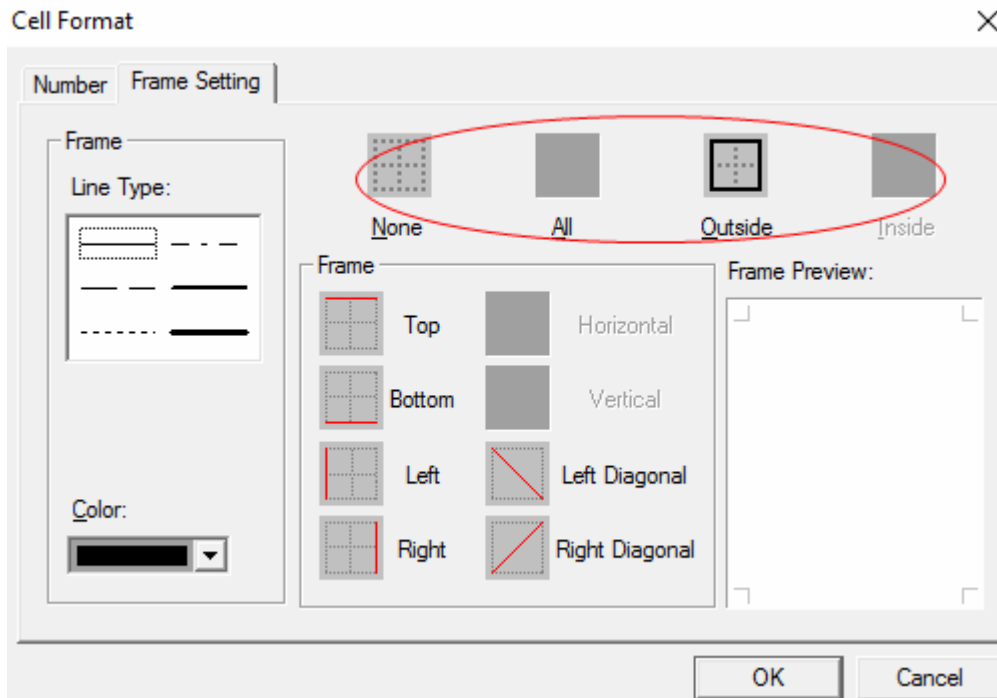 Cell Format
Number Frame Setting
Frame
Line Type:
None All Outside Inside
Frame
Frame Preview:
Top Horizontal
Bottom Vertical
Left Left Diagonal
Right Right Diagonal
Color:
OK Cancel